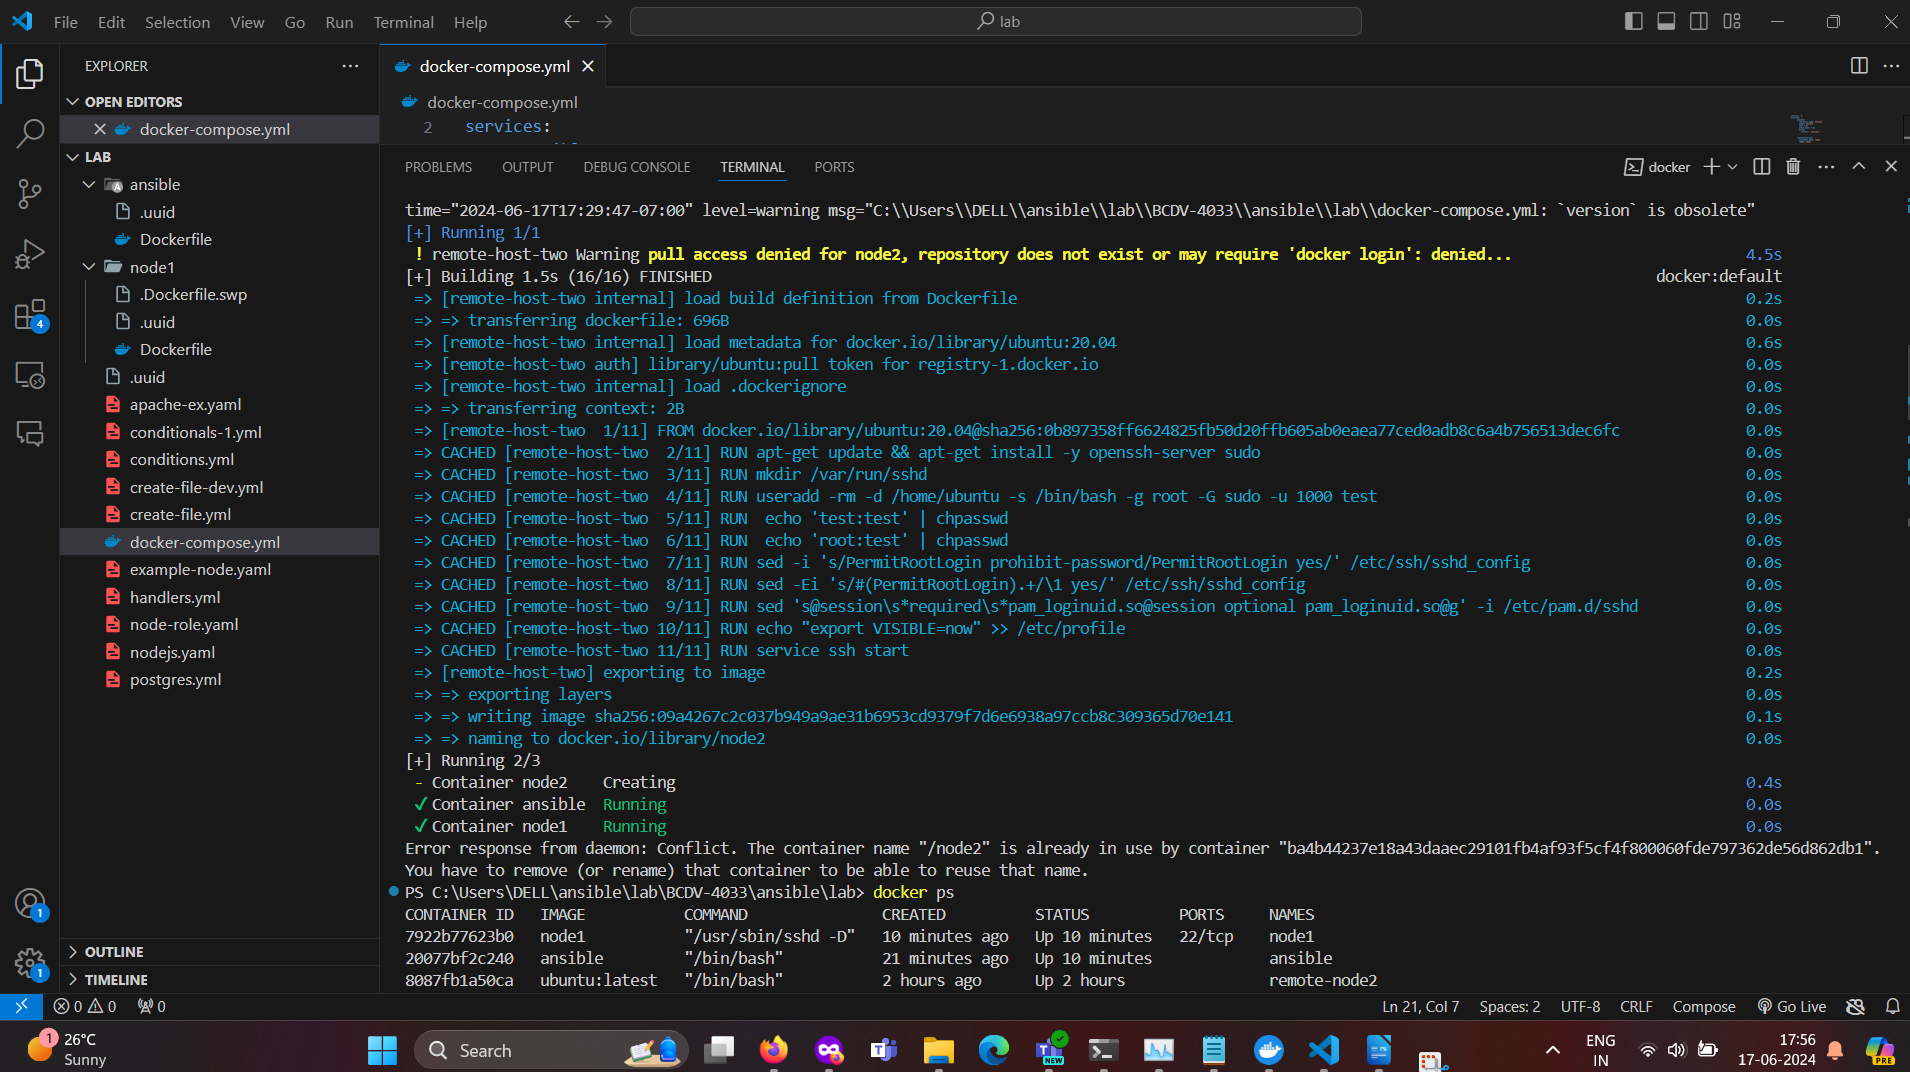 File Edit Selection View Go Run Terminal Help
lab
EXPLORER
OPEN EDITORS
docker-compose.yml
LAB
ansible
.uuid
Dockerfile
node1
.Dockerfile.swp
.uuid
Dockerfile
.uuid
apache-ex.yaml
conditionals-1.yml
conditions.yml
create-file-dev.yml
create-file.yml
docker-compose.yml
example-node.yaml
handlers.yml
node-role.yaml
nodejs.yaml
postgres.yml
OUTLINE
TIMELINE
4
1
1
docker-compose.yml
docker-compose.yml
2 services:
PROBLEMS OUTPUT DEBUG CONSOLE TERMINAL PORTS
docker
time="2024-06-17T17:29:47-07:00" level=warning msg="C:\\Users\\DELL\\ansible\\lab\\BCDV-4033\\ansible\\lab\\docker-compose.yml: `version` is obsolete"
[+] Running 1/1
! remote-host-two Warning pull access denied for node2, repository does not exist or may require 'docker login': denied... 4.5s
[+] Building 1.5s (16/16) FINISHED docker:default
=> [remote-host-two internal] load build definition from Dockerfile 0.2s
=> => transferring dockerfile: 696B 0.0s
=> [remote-host-two internal] load metadata for docker.io/library/ubuntu:20.04 0.6s
=> [remote-host-two auth] library/ubuntu:pull token for registry-1.docker.io 0.0s
=> [remote-host-two internal] load .dockerignore 0.0s
=> => transferring context: 2B 0.0s
=> [remote-host-two 1/11] FROM docker.io/library/ubuntu:20.04@sha256:0b897358ff6624825fb50d20ffb605ab0eaea77ced0adb8c6a4b756513dec6fc 0.0s
=> CACHED [remote-host-two 2/11] RUN apt-get update && apt-get install -y openssh-server sudo 0.0s
=> CACHED [remote-host-two 3/11] RUN mkdir /var/run/sshd 0.0s
=> CACHED [remote-host-two 4/11] RUN useradd -rm -d /home/ubuntu -s /bin/bash -g root -G sudo -u 1000 test 0.0s
=> CACHED [remote-host-two 5/11] RUN echo 'test:test' | chpasswd 0.0s
=> CACHED [remote-host-two 6/11] RUN echo 'root:test' | chpasswd 0.0s
=> CACHED [remote-host-two 7/11] RUN sed -i 's/PermitRootLogin prohibit-password/PermitRootLogin yes/' /etc/ssh/sshd_config 0.0s
=> CACHED [remote-host-two 8/11] RUN sed -Ei 's/#(PermitRootLogin).+/\1 yes/' /etc/ssh/sshd_config 0.0s
=> CACHED [remote-host-two 9/11] RUN sed 's@session\s*required\s*pam_loginuid.so@session optional pam_loginuid.so@g' -i /etc/pam.d/sshd 0.0s
=> CACHED [remote-host-two 10/11] RUN echo "export VISIBLE=now" >> /etc/profile 0.0s
=> CACHED [remote-host-two 11/11] RUN service ssh start 0.0s
=> [remote-host-two] exporting to image 0.2s
=> => exporting layers 0.0s
=> => writing image sha256:09a4267c2c037b949a9ae31b6953cd9379f7d6e6938a97ccb8c309365d70e141 0.1s
=> => naming to docker.io/library/node2 0.0s
[+] Running 2/3
- Container node2 Creating 0.4s
✓ Container ansible Running 0.0s
✓ Container node1 Running 0.0s
Error response from daemon: Conflict. The container name "/node2" is already in use by container "ba4b44237e18a43daaec29101fb4af93f5cf4f800060fde797362de56d862db1".
You have to remove (or rename) that container to be able to reuse that name.
PS C:\Users\DELL\ansible\lab\BCDV-4033\ansible\lab> docker ps
CONTAINER ID IMAGE COMMAND CREATED STATUS PORTS NAMES
7922b77623b0 node1 "/usr/sbin/sshd -D" 10 minutes ago Up 10 minutes 22/tcp node1
20077bf2c240 ansible "/bin/bash" 21 minutes ago Up 10 minutes ansible
8087fb1a50ca ubuntu:latest "/bin/bash" 2 hours ago Up 2 hours remote-node2
0 0 0 Ln 21, Col 7 Spaces: 2 UTF-8 CRLF Compose Go Live
1
26°C
Sunny
Search
NEW
ENG
IN
17:56
17-06-2024
PRE